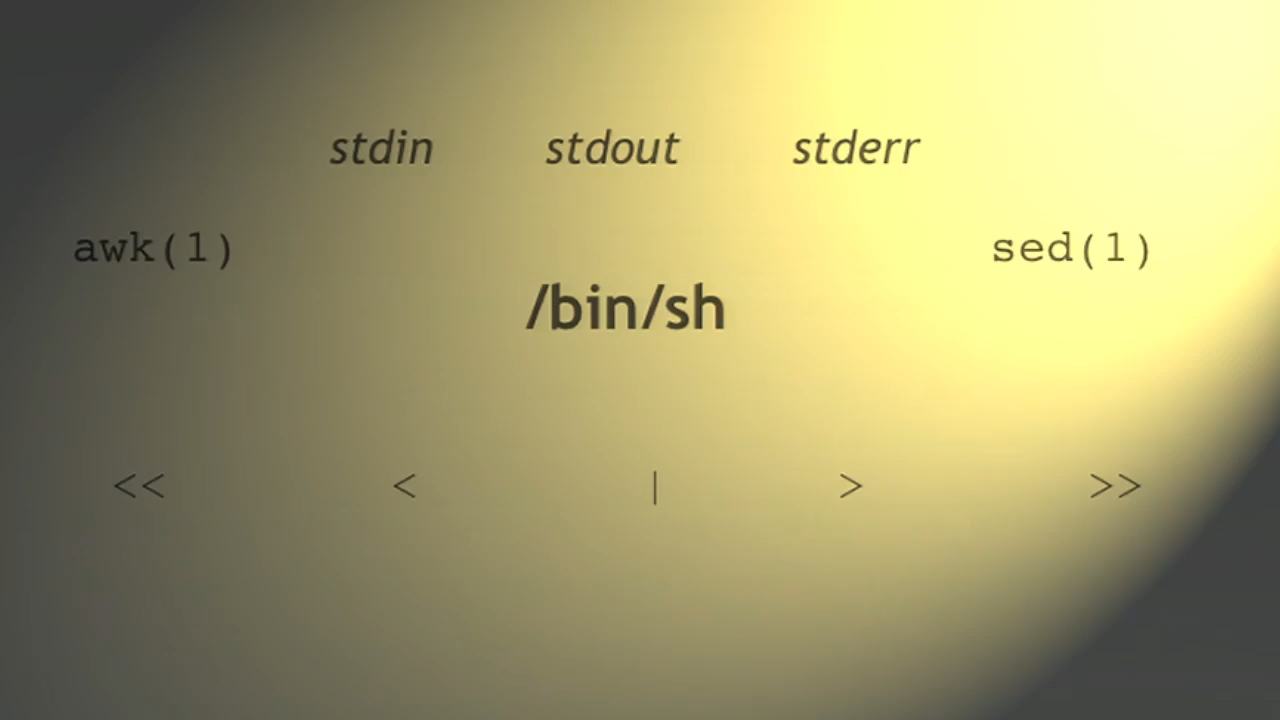 stdin stdout stderr
awk(1) sed(1)
/bin/sh
<< < | > >>